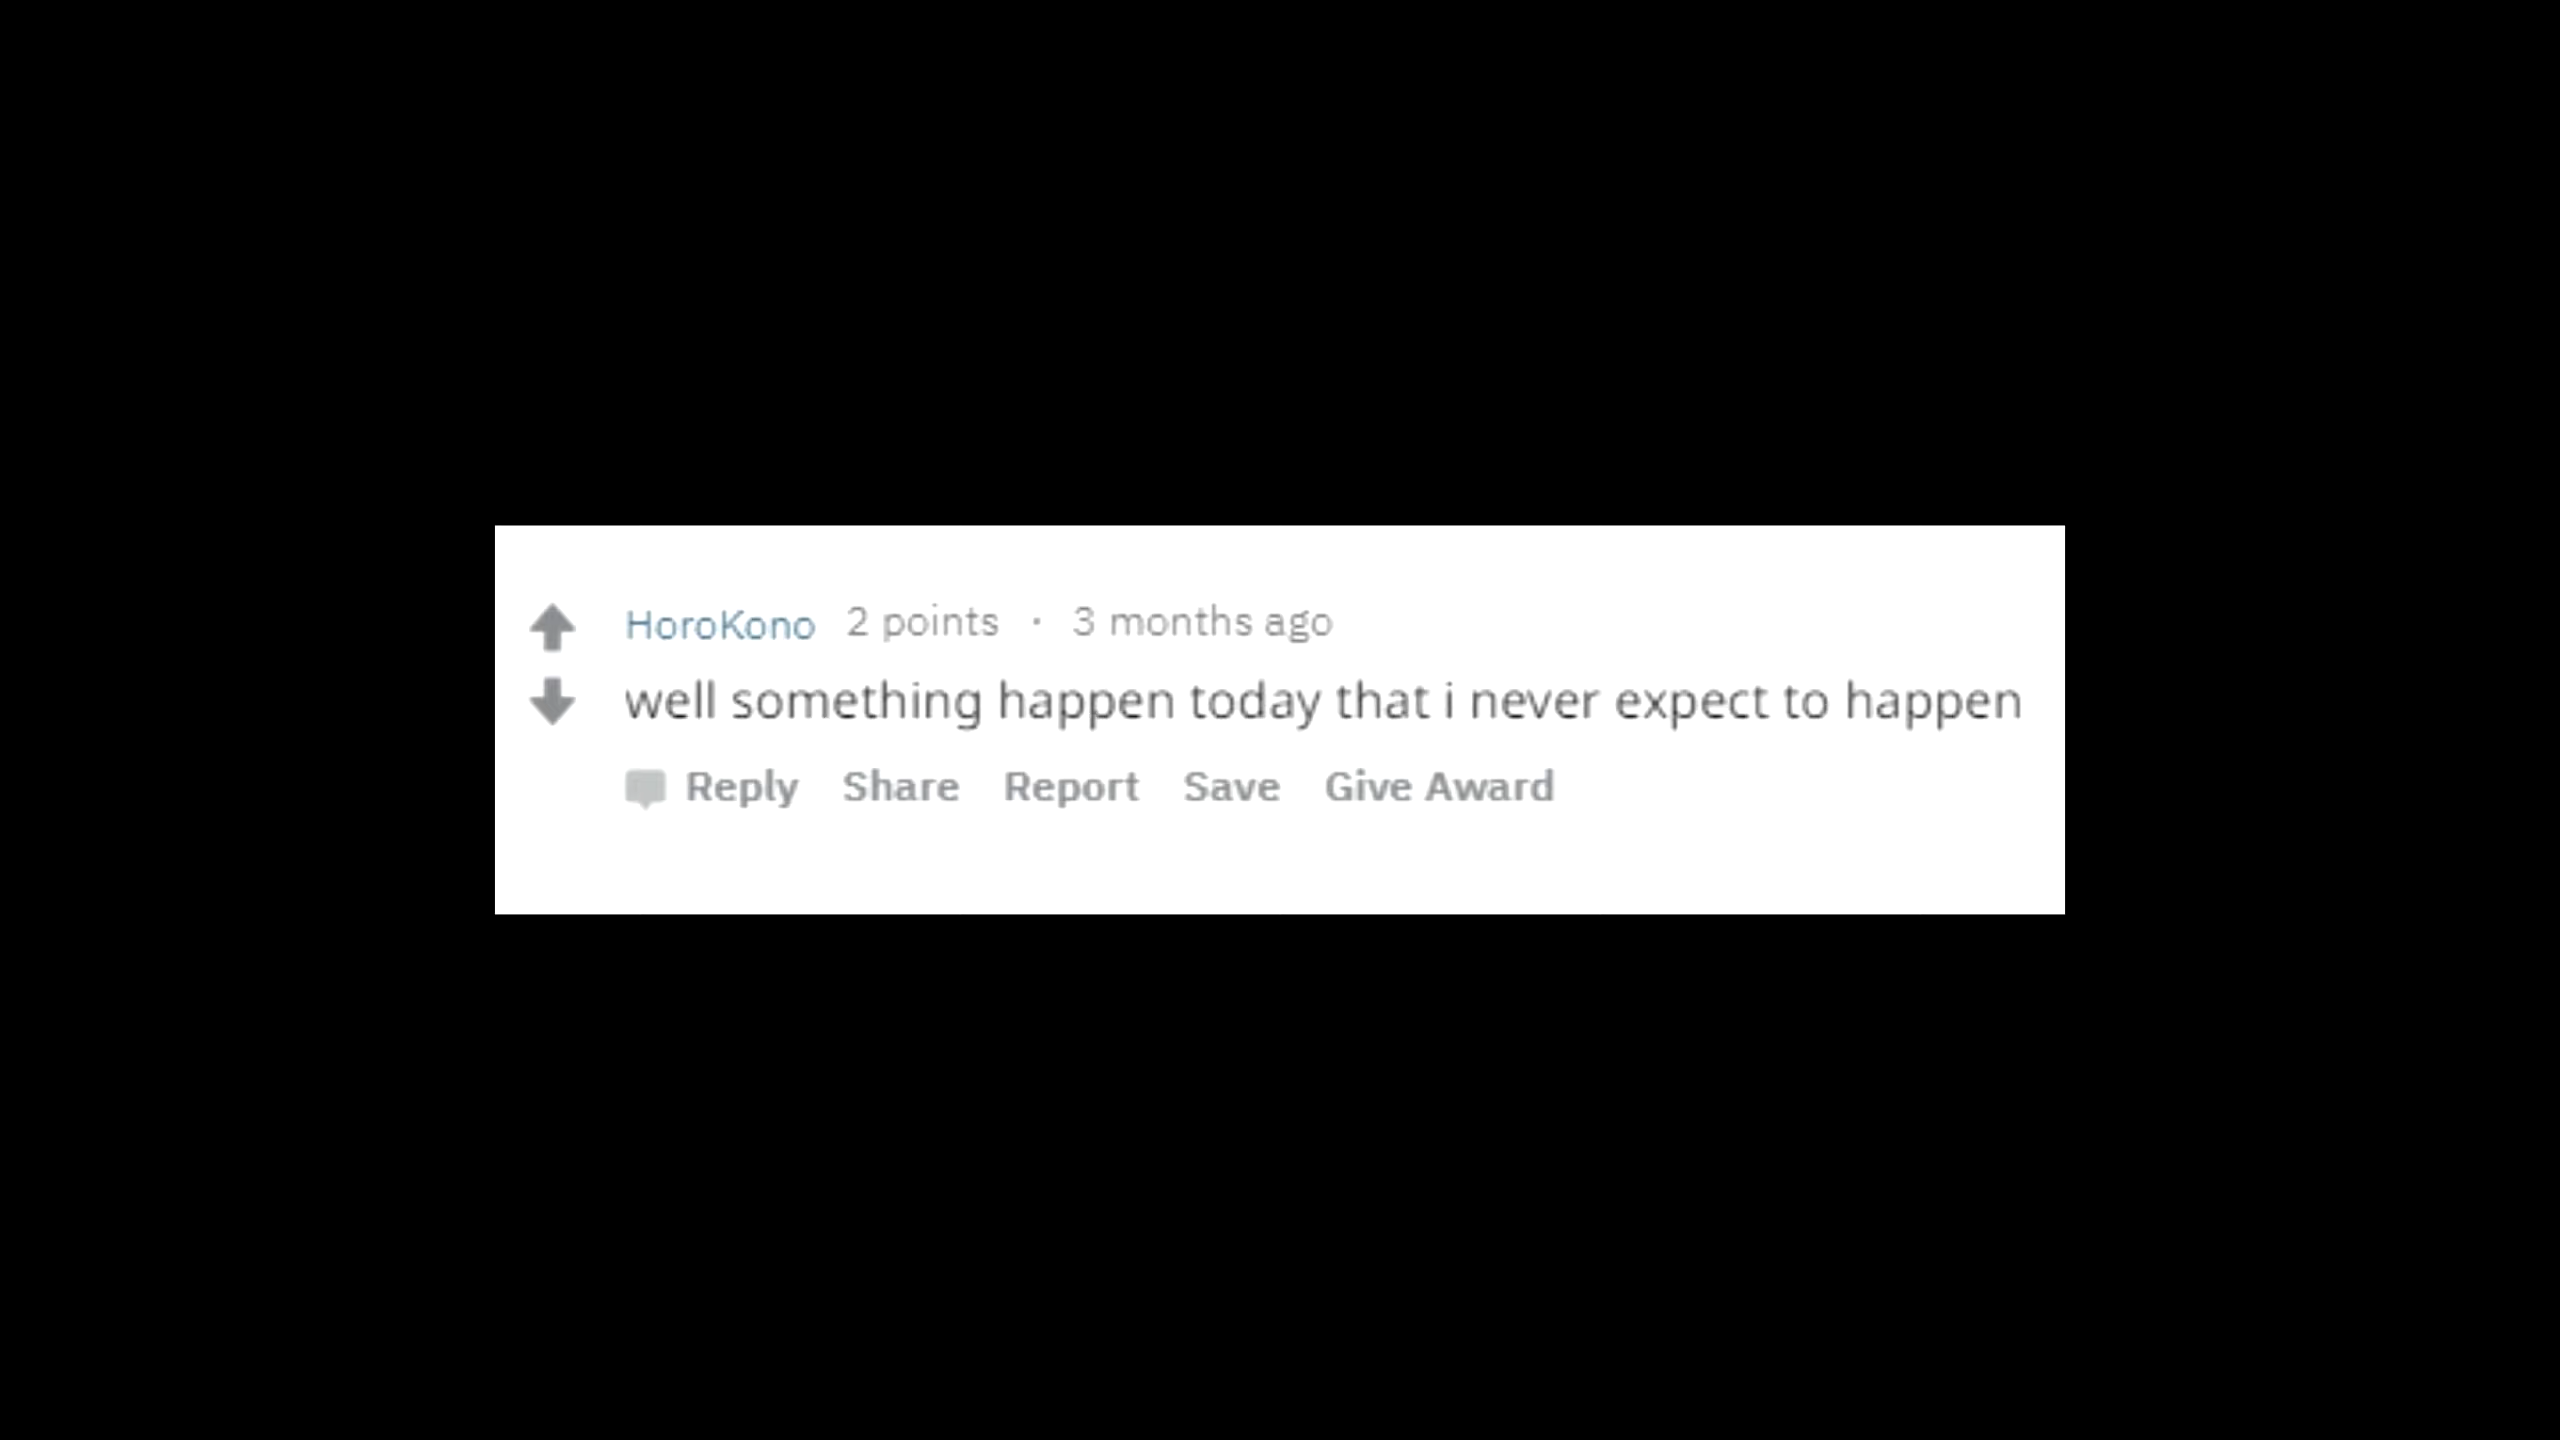 HoroKono 2 points · 3 months ago
well something happen today that i never expect to happen
Reply Share Report Save Give Award